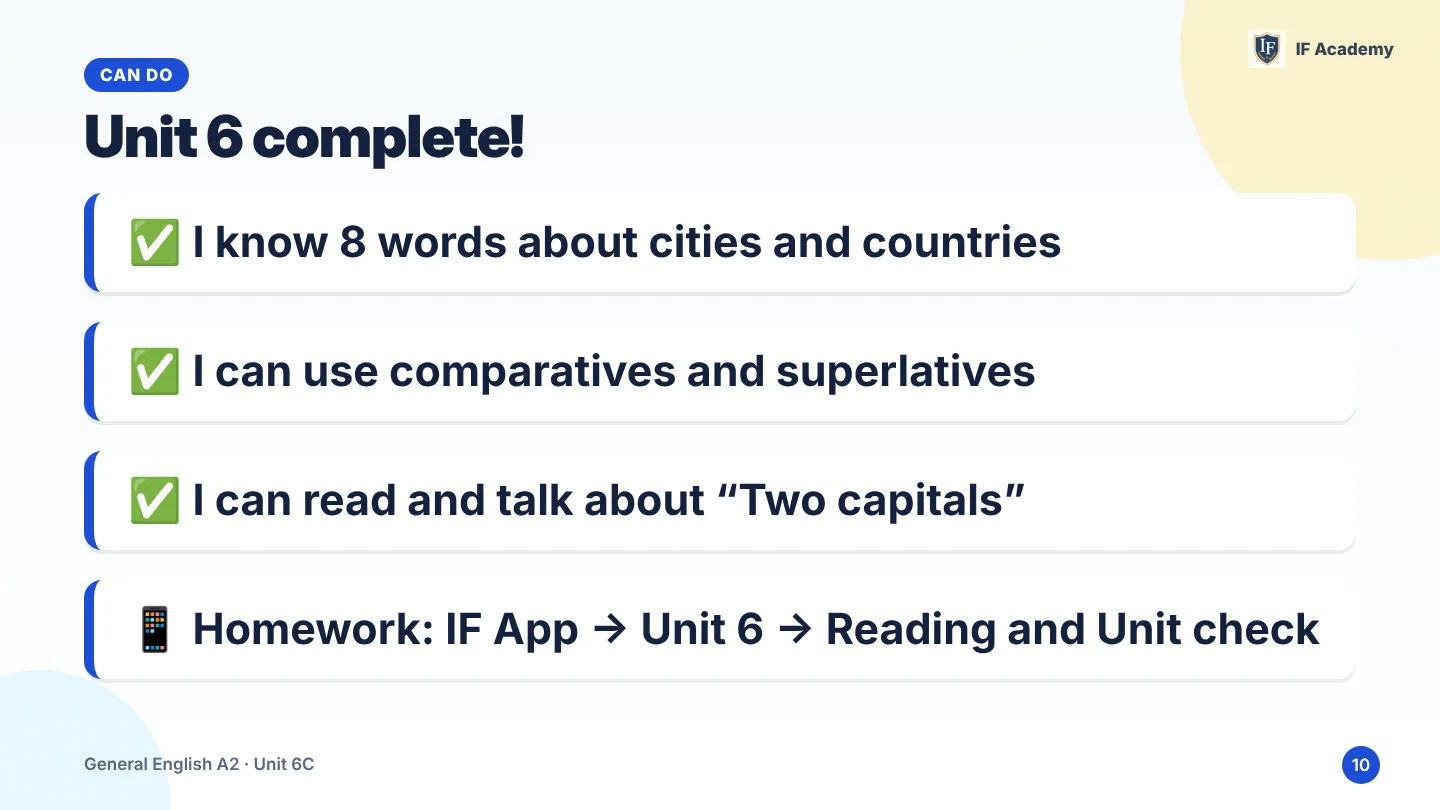 IF Academy
CAN DO
Unit 6 complete!
✅ I know 8 words about cities and countries
✅ I can use comparatives and superlatives
✅ I can read and talk about “Two capitals”
📱 Homework: IF App → Unit 6 → Reading and Unit check
General English A2 · Unit 6C
10